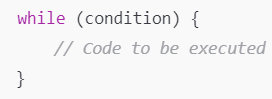 while (condition) {
    // Code to be executed
}